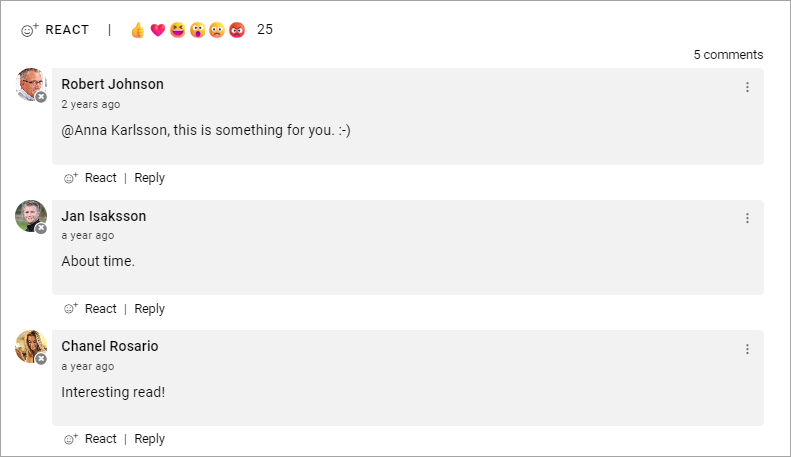 REACT | 👍 💗 😆 😲 🙁 😡 25
5 comments
Robert Johnson
2 years ago
@Anna Karlsson, this is something for you. :-)
React | Reply
Jan Isaksson
a year ago
About time.
React | Reply
Chanel Rosario
a year ago
Interesting read!
React | Reply